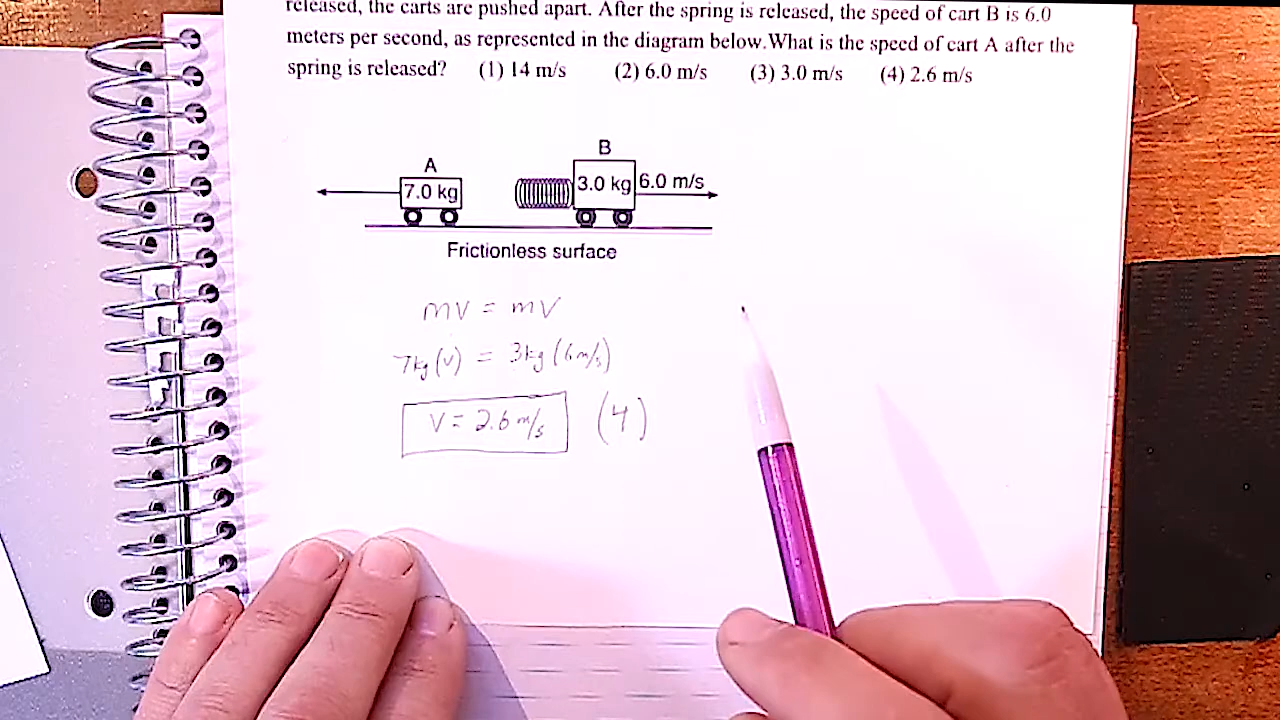 released, the carts are pushed apart. After the spring is released, the speed of cart B is 6.0
meters per second, as represented in the diagram below.What is the speed of cart A after the
spring is released? (1) 14 m/s (2) 6.0 m/s (3) 3.0 m/s (4) 2.6 m/s
B
A
7.0 kg 3.0 kg 6.0 m/s
Frictionless surface
mv = mv
7kg (v) = 3kg (6m/s)
v = 2.6 m/s (4)